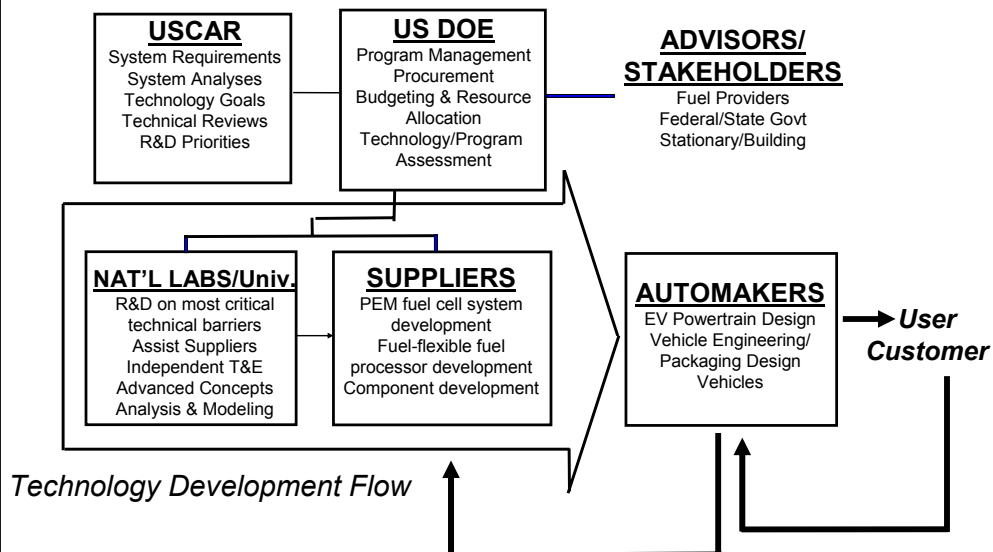 USCAR
System Requirements
System Analyses
Technology Goals
Technical Reviews
R&D Priorities
US DOE
Program Management
Procurement
Budgeting & Resource
Allocation
Technology/Program
Assessment
ADVISORS/
STAKEHOLDERS
Fuel Providers
Federal/State Govt
Stationary/Building
NAT’L LABS/Univ.
R&D on most critical
technical barriers
Assist Suppliers
Independent T&E
Advanced Concepts
Analysis & Modeling
SUPPLIERS
PEM fuel cell system
development
Fuel-flexible fuel
processor development
Component development
AUTOMAKERS
EV Powertrain Design
Vehicle Engineering/
Packaging Design
Vehicles
User
Customer
Technology Development Flow